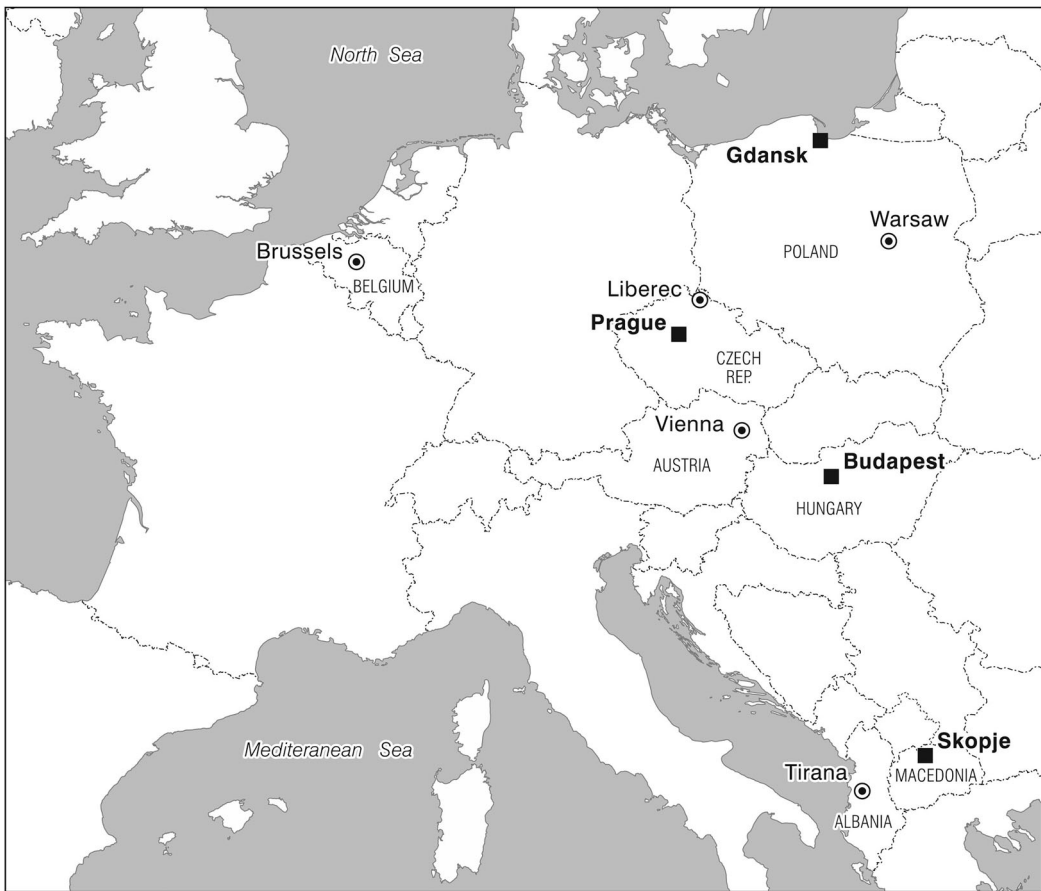 North Sea
Gdansk
Warsaw
POLAND
Brussels
BELGIUM
Liberec
Prague
CZECH
REP.
Vienna
AUSTRIA
Budapest
HUNGARY
Skopje
Mediteranean Sea
MACEDONIA
Tirana
ALBANIA